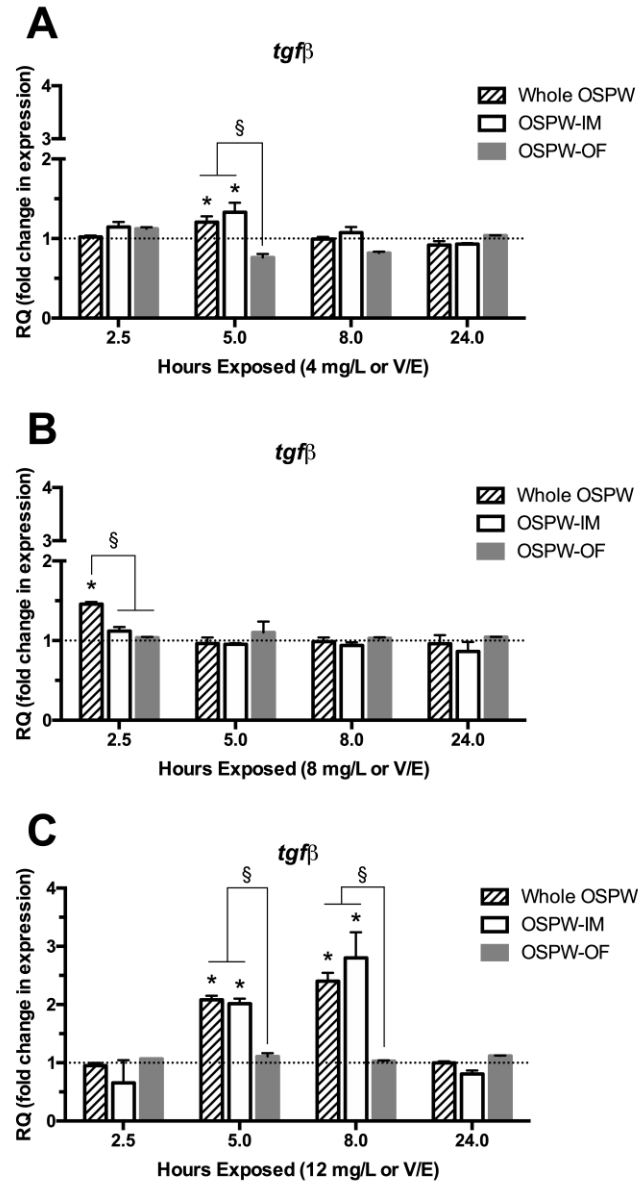 A
tgfβ
RQ (fold change in expression)
4
3
2
1
0
Whole OSPW
OSPW-IM
OSPW-OF
§
* *
2.5 5.0 8.0 24.0
Hours Exposed (4 mg/L or V/E)
B
tgfβ
RQ (fold change in expression)
4
3
2
1
0
Whole OSPW
OSPW-IM
OSPW-OF
§
*
2.5 5.0 8.0 24.0
Hours Exposed (8 mg/L or V/E)
C
tgfβ
RQ (fold change in expression)
4
3
2
1
0
Whole OSPW
OSPW-IM
OSPW-OF
§ §
* * * *
2.5 5.0 8.0 24.0
Hours Exposed (12 mg/L or V/E)